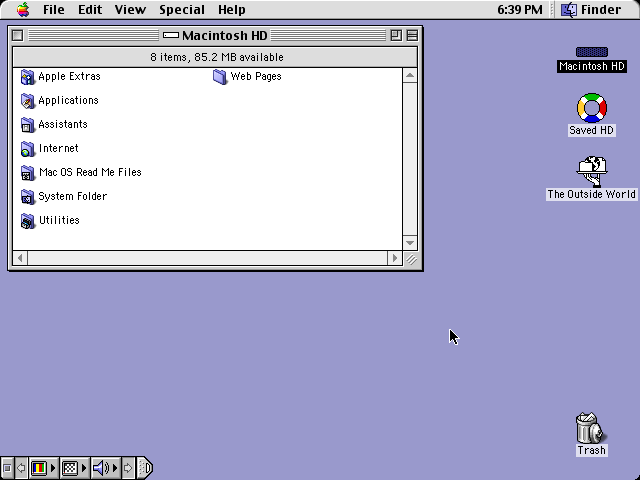 File Edit View Special Help 6:39 PM Finder
Macintosh HD
8 items, 85.2 MB available
Apple Extras
Web Pages
Applications
Assistants
Internet
Mac OS Read Me Files
System Folder
Utilities
Macintosh HD
Saved HD
The Outside World
Trash